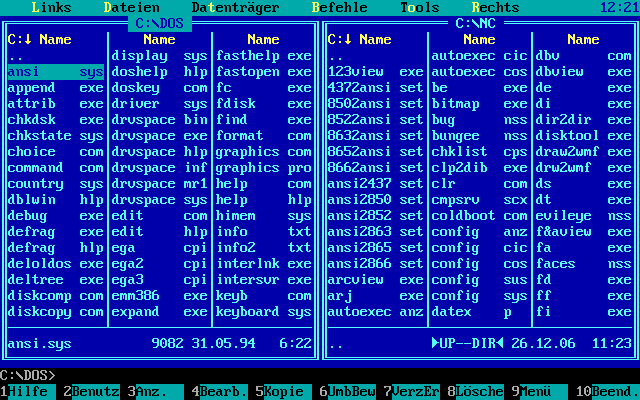 Links Dateien Datenträger Befehle Tools Rechts 12:21
C:\DOS C:\NC
C:↓ Name Name Name C:↓ Name Name Name
.. display sys fasthelp exe .. autoexec cic dbv com
ansi sys doshelp hlp fastopen exe 123view exe autoexec cos dbview exe
append exe doskey com fc exe 4372ansi set be exe de exe
attrib exe driver sys fdisk exe 8502ansi set bitmap exe di exe
chkdsk exe drvspace bin find exe 8522ansi set bug nss dir2dir exe
chkstate sys drvspace exe format com 8632ansi set bungee nss disktool exe
choice com drvspace hlp graphics com 8652ansi set chklist cps draw2wmf exe
command com drvspace inf graphics pro 8662ansi set clp2dib exe drw2wmf exe
country sys drvspace mr1 help com ansi2437 set clr com ds exe
dblwin hlp drvspace sys help hlp ansi2850 set cmpsrv scx dt exe
debug exe edit com himem sys ansi2852 set coldboot com evileye nss
defrag exe edit hlp info txt ansi2863 set config anz f&aview exe
defrag hlp ega cpi info2 txt ansi2865 set config cic fa exe
deloldos exe ega2 cpi interlnk exe ansi2866 set config cos faces nss
deltree exe ega3 cpi intersvr exe arcview exe config sus fd exe
diskcomp com emm386 exe keyb com arj exe config sys ff exe
diskcopy com expand exe keyboard sys autoexec anz datex p fi exe
ansi.sys 9082 31.05.94 6:22 .. ►UP--DIR◄ 26.12.06 11:23
C:\DOS>
1Hilfe 2Benutz 3Anz. 4Bearb. 5Kopie 6UmbBew 7VerzEr 8Lösche 9Menü 10Beend.